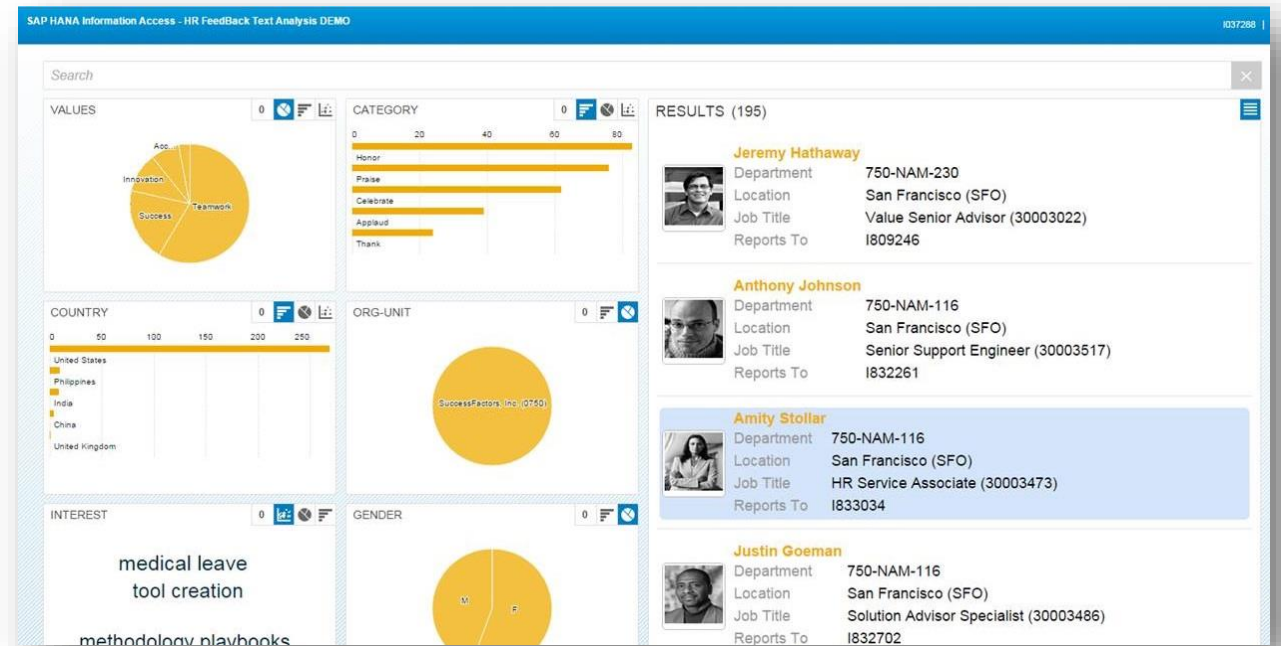 SAP HANA Information Access - HR FeedBack Text Analysis DEMO
I037288 |
Search
VALUES
0
Acc...
Innovation
Success
Teamwork
CATEGORY
0
0 20 40 60 80
Honor
Praise
Celebrate
Applaud
Thank
COUNTRY
0
0 50 100 150 200 250
United States
Philippines
India
China
United Kingdom
ORG-UNIT
0
SuccessFactors, Inc. (0750)
INTEREST
0
medical leave
tool creation
methodology playbooks
GENDER
0
M
F
RESULTS (195)
Jeremy Hathaway
Department 750-NAM-230
Location San Francisco (SFO)
Job Title Value Senior Advisor (30003022)
Reports To I809246
Anthony Johnson
Department 750-NAM-116
Location San Francisco (SFO)
Job Title Senior Support Engineer (30003517)
Reports To I832261
Amity Stollar
Department 750-NAM-116
Location San Francisco (SFO)
Job Title HR Service Associate (30003473)
Reports To I833034
Justin Goeman
Department 750-NAM-116
Location San Francisco (SFO)
Job Title Solution Advisor Specialist (30003486)
Reports To I832702